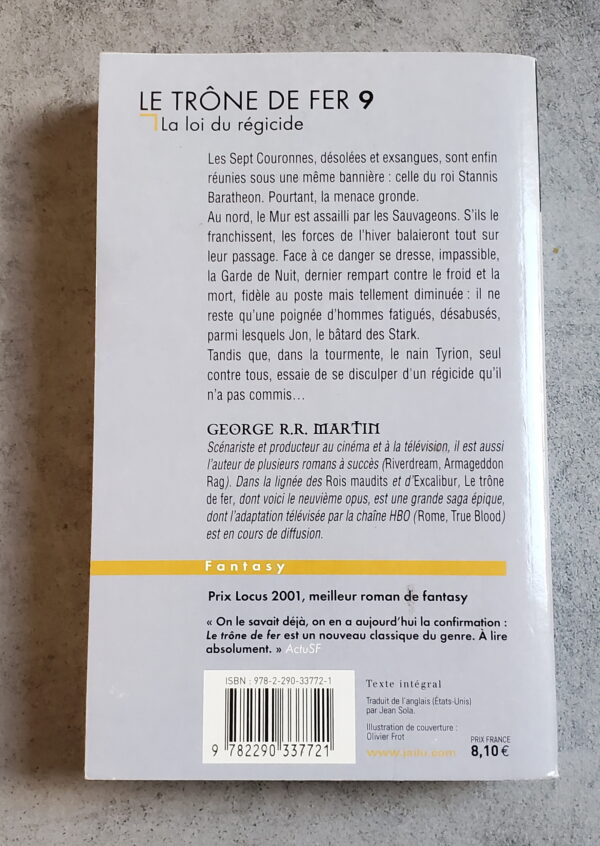 LE TRÔNE DE FER 9
La loi du régicide
Les Sept Couronnes, désolées et exsangues, sont enfin
réunies sous une même bannière : celle du roi Stannis
Baratheon. Pourtant, la menace gronde.
Au nord, le Mur est assailli par les Sauvageons. S'ils le
franchissent, les forces de l'hiver balaieront tout sur
leur passage. Face à ce danger se dresse, impassible,
la Garde de Nuit, dernier rempart contre le froid et la
mort, fidèle au poste mais tellement diminuée : il ne
reste qu'une poignée d'hommes fatigués, désabusés,
parmi lesquels Jon, le bâtard des Stark.
Tandis que, dans la tourmente, le nain Tyrion, seul
contre tous, essaie de se disculper d'un régicide qu'il
n'a pas commis...
GEORGE R.R. MARTIN
Scénariste et producteur au cinéma et à la télévision, il est aussi
l'auteur de plusieurs romans à succès (Riverdream, Armageddon
Rag). Dans la lignée des Rois maudits et d'Excalibur, Le trône
de fer, dont voici le neuvième opus, est une grande saga épique,
dont l'adaptation télévisée par la chaîne HBO (Rome, True Blood)
est en cours de diffusion.
Fantasy
Prix Locus 2001, meilleur roman de fantasy
« On le savait déjà, on en a aujourd'hui la confirmation :
Le trône de fer est un nouveau classique du genre. À lire
absolument. » ActuSF
ISBN : 978-2-290-33772-1
9 782290 337721
Texte intégral
Traduit de l'anglais (États-Unis)
par Jean Sola.
Illustration de couverture :
Olivier Frot
www.jailu.com
PRIX FRANCE
8,10 €